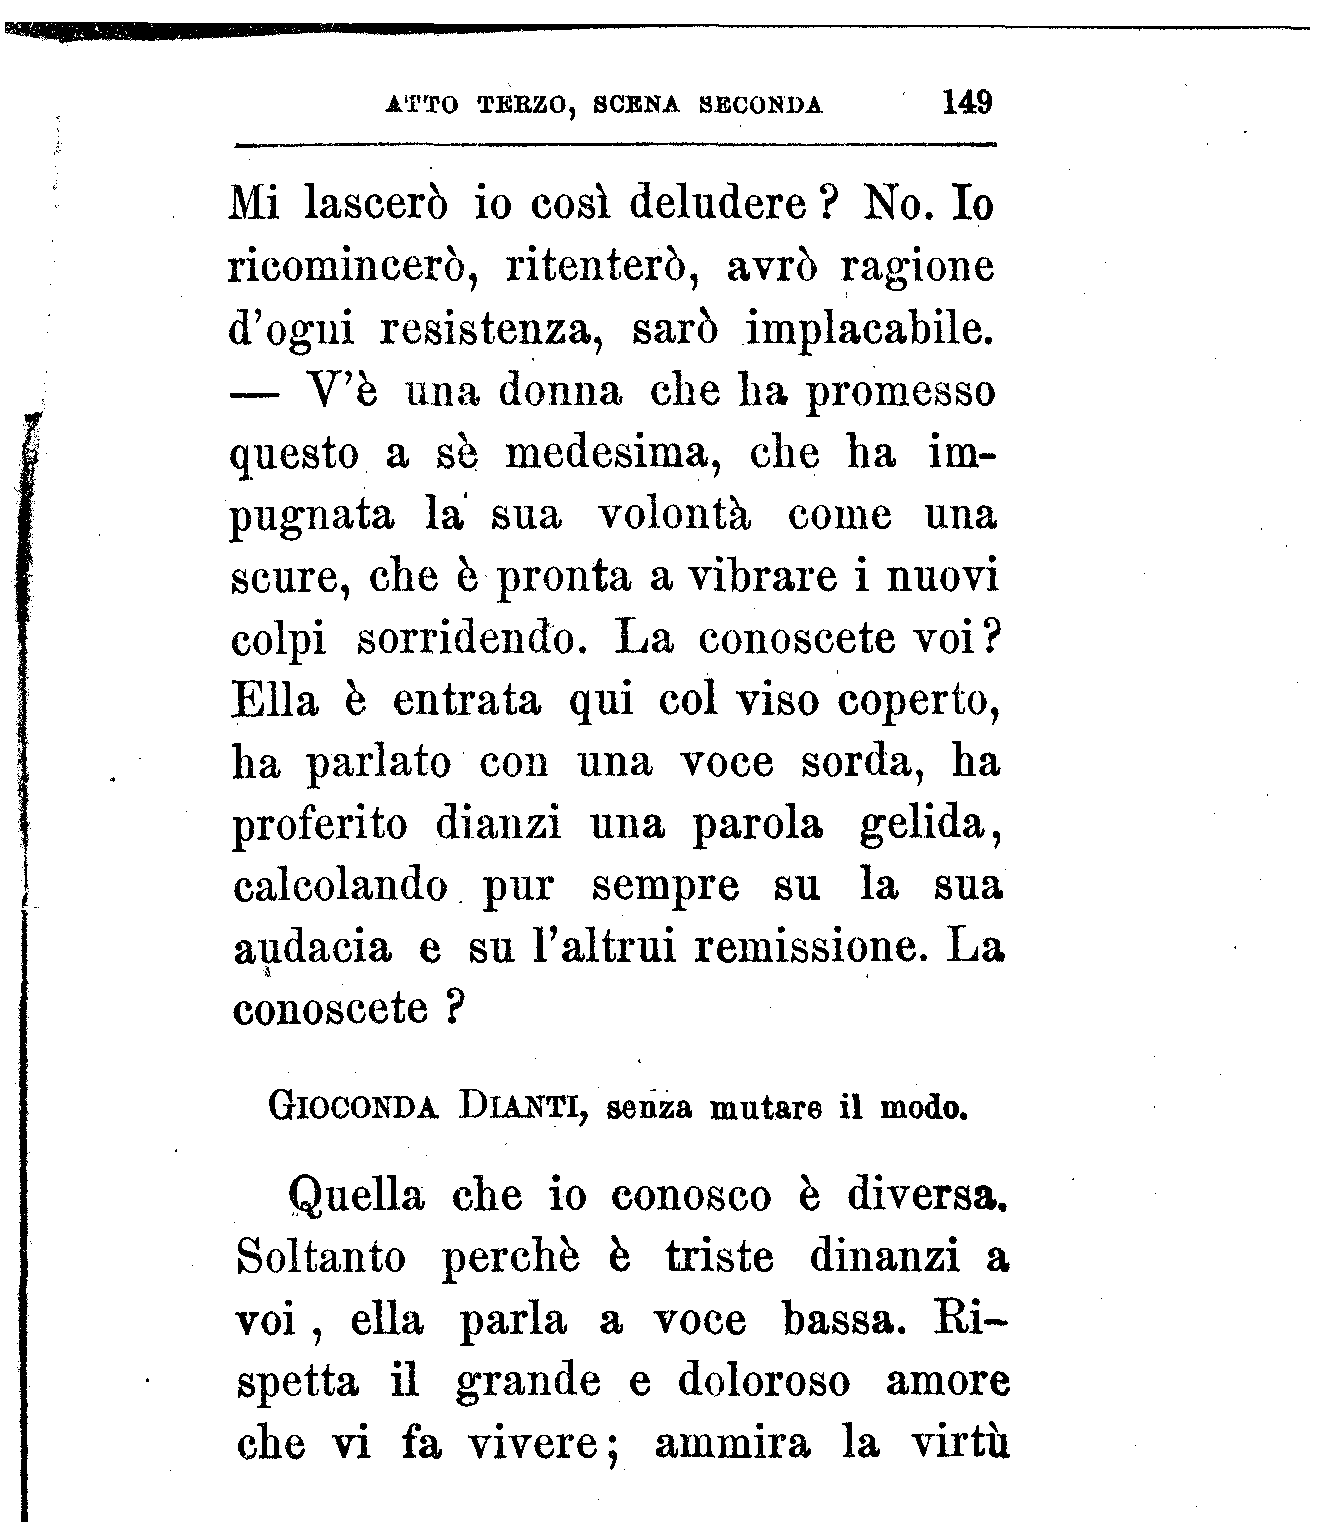 ATTO TERZO, SCENA SECONDA 149
Mi lascerò io così deludere? No. Io
ricomincerò, ritenterò, avrò ragione
d'ogni resistenza, sarò implacabile.
— V'è una donna che ha promesso
questo a sè medesima, che ha im-
pugnata la sua volontà come una
scure, che è pronta a vibrare i nuovi
colpi sorridendo. La conoscete voi?
Ella è entrata qui col viso coperto,
ha parlato con una voce sorda, ha
proferito dianzi una parola gelida,
calcolando pur sempre su la sua
audacia e su l'altrui remissione. La
conoscete?
GIOCONDA DIANTI, senza mutare il modo.
Quella che io conosco è diversa.
Soltanto perchè è triste dinanzi a
voi, ella parla a voce bassa. Ri-
spetta il grande e doloroso amore
che vi fa vivere; ammira la virtù